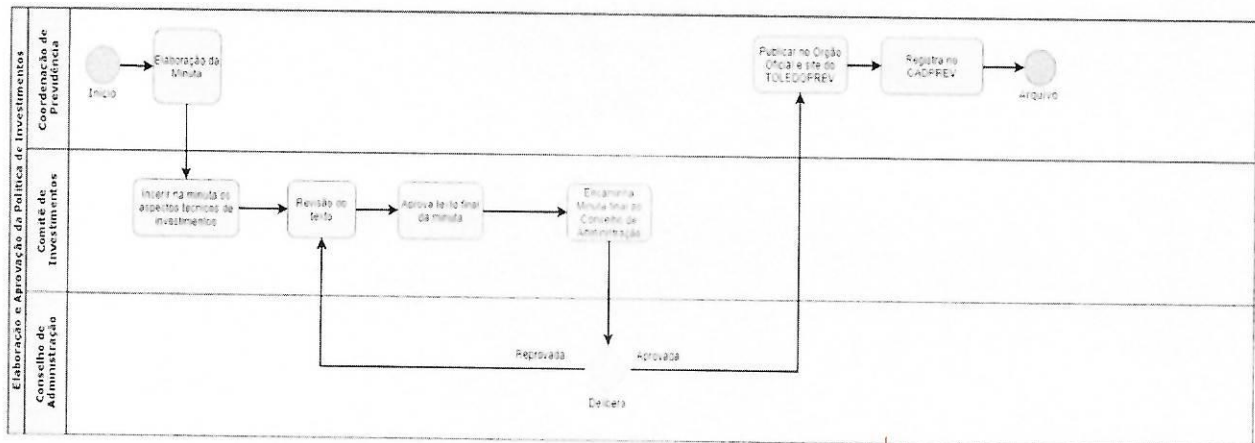 Elaboração e Aprovação da Política de Investimentos
Coordenação de
Previdência
Início
Elaboração da
Minuta
Publicar no Orgão
Oficial e site do
TOLEDOPREV
Registra no
CADPREV
Arquivo
Comitê de
Investimentos
Inserir na minuta os
aspectos técnicos de
investimentos
Revisão do
texto
Aprova texto final
da minuta
Encaminha
Minuta final ao
Conselho de
Administração
Conselho de
Administração
Reprovada
Aprovada
Delibera